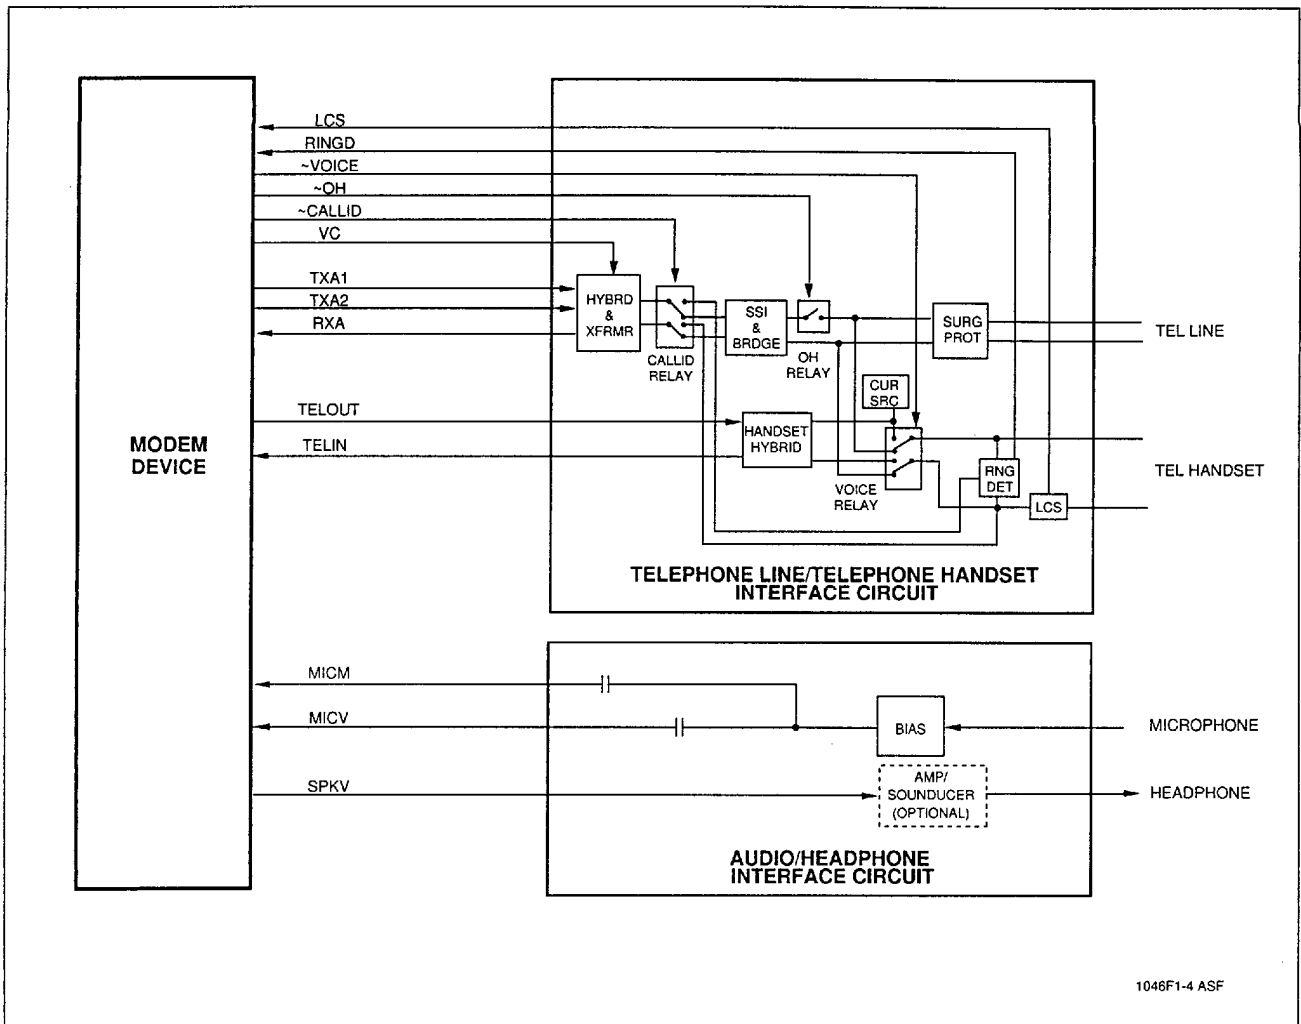 LCS
RINGD
~VOICE
~OH
~CALLID
VC
TXA1
TXA2
RXA
HYBRD
&
XFRMR
CALLID
RELAY
SSI
&
BRDGE
OH
RELAY
SURG
PROT
TEL LINE
CUR
SRC
TELOUT
TELIN
HANDSET
HYBRID
VOICE
RELAY
RNG
DET
LCS
TEL HANDSET
MODEM
DEVICE
TELEPHONE LINE/TELEPHONE HANDSET
INTERFACE CIRCUIT
MICM
MICV
BIAS
MICROPHONE
SPKV
AMP/
SOUNDUCER
(OPTIONAL)
HEADPHONE
AUDIO/HEADPHONE
INTERFACE CIRCUIT
1046F1-4 ASF